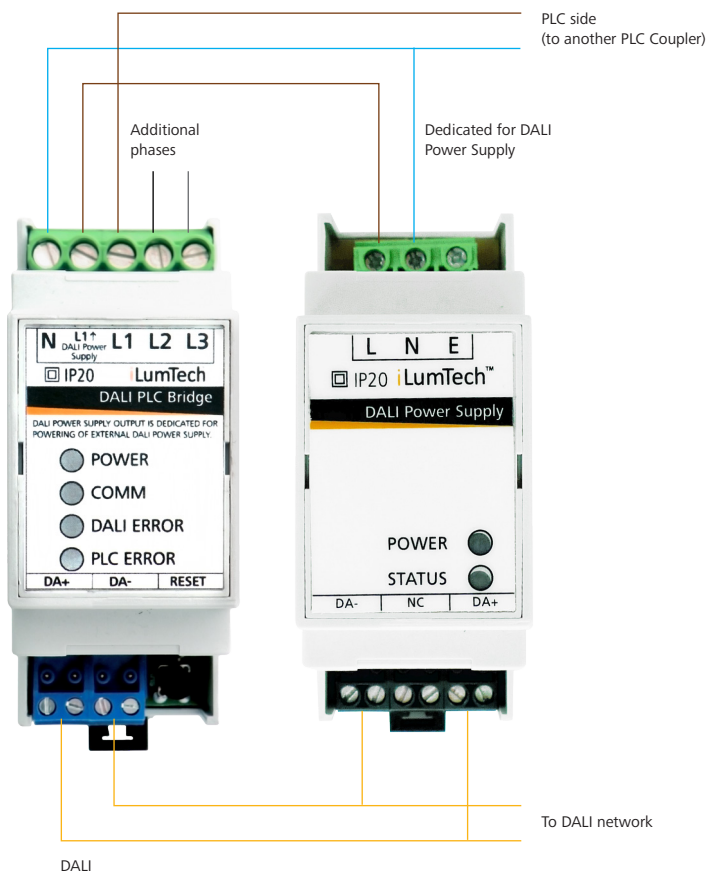 PLC side
(to another PLC Coupler)
Additional
phases
Dedicated for DALI
Power Supply
N L1↑ L1 L2 L3
DALI Power
Supply
IP20 iLumTech
DALI PLC Bridge
DALI POWER SUPPLY OUTPUT IS DEDICATED FOR
POWERING OF EXTERNAL DALI POWER SUPPLY.
POWER
COMM
DALI ERROR
PLC ERROR
DA+ DA- RESET
L N E
IP20 iLumTech™
DALI Power Supply
POWER
STATUS
DA- NC DA+
To DALI network
DALI